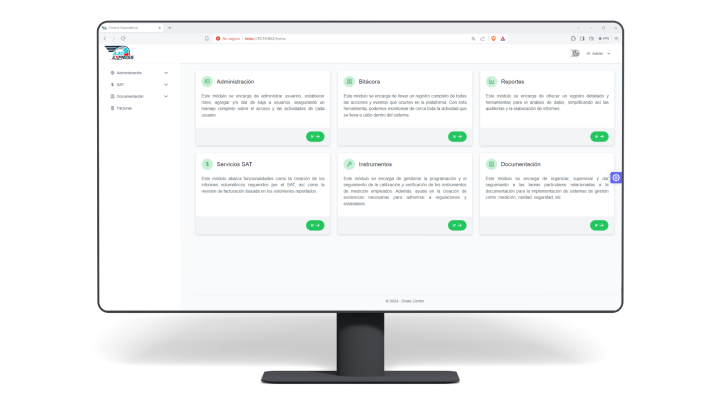 Control Volumétrico
No seguro
https://10.10.30.2/home
VPN
EXPRESS
Admin
Administración
SAT
Documentación
Facturas
Administración
Este módulo se encarga de administrar usuarios, establecer
roles, agregar y/o dar de baja a usuarios, asegurando un
manejo completo sobre el acceso y las actividades de cada
usuario
Ir →
Bitácora
Este módulo se encarga de llevar un registro completo de todas
las acciones y eventos que ocurren en la plataforma. Con esta
herramienta, podemos monitorear de cerca toda la actividad que
se lleva a cabo dentro del sistema
Ir →
Reportes
Este módulo se encarga de ofrecer un registro detallado y
herramientas para el análisis de datos, simplificando así las
auditorías y la elaboración de informes.
Ir →
$ Servicios SAT
Este módulo abarca funcionalidades como la creación de los
informes volumétricos requeridos por el SAT, así como la
revisión de facturación basada en los volúmenes reportados.
Ir →
Instrumentos
Este módulo se encarga de gestionar la programación y el
seguimiento de la calibración y verificación de los instrumentos
de medición empleados. Además, ayuda en la creación de
evidencias necesarias para adherirse a regulaciones y
estándares.
Ir →
Documentación
Este módulo se encarga de organizar, supervisar y dar
seguimiento a las tareas particulares relacionadas a la
documentación para la implementación de sistemas de gestión
como: medición, calidad, seguridad, etc.
Ir →
© 2024 -